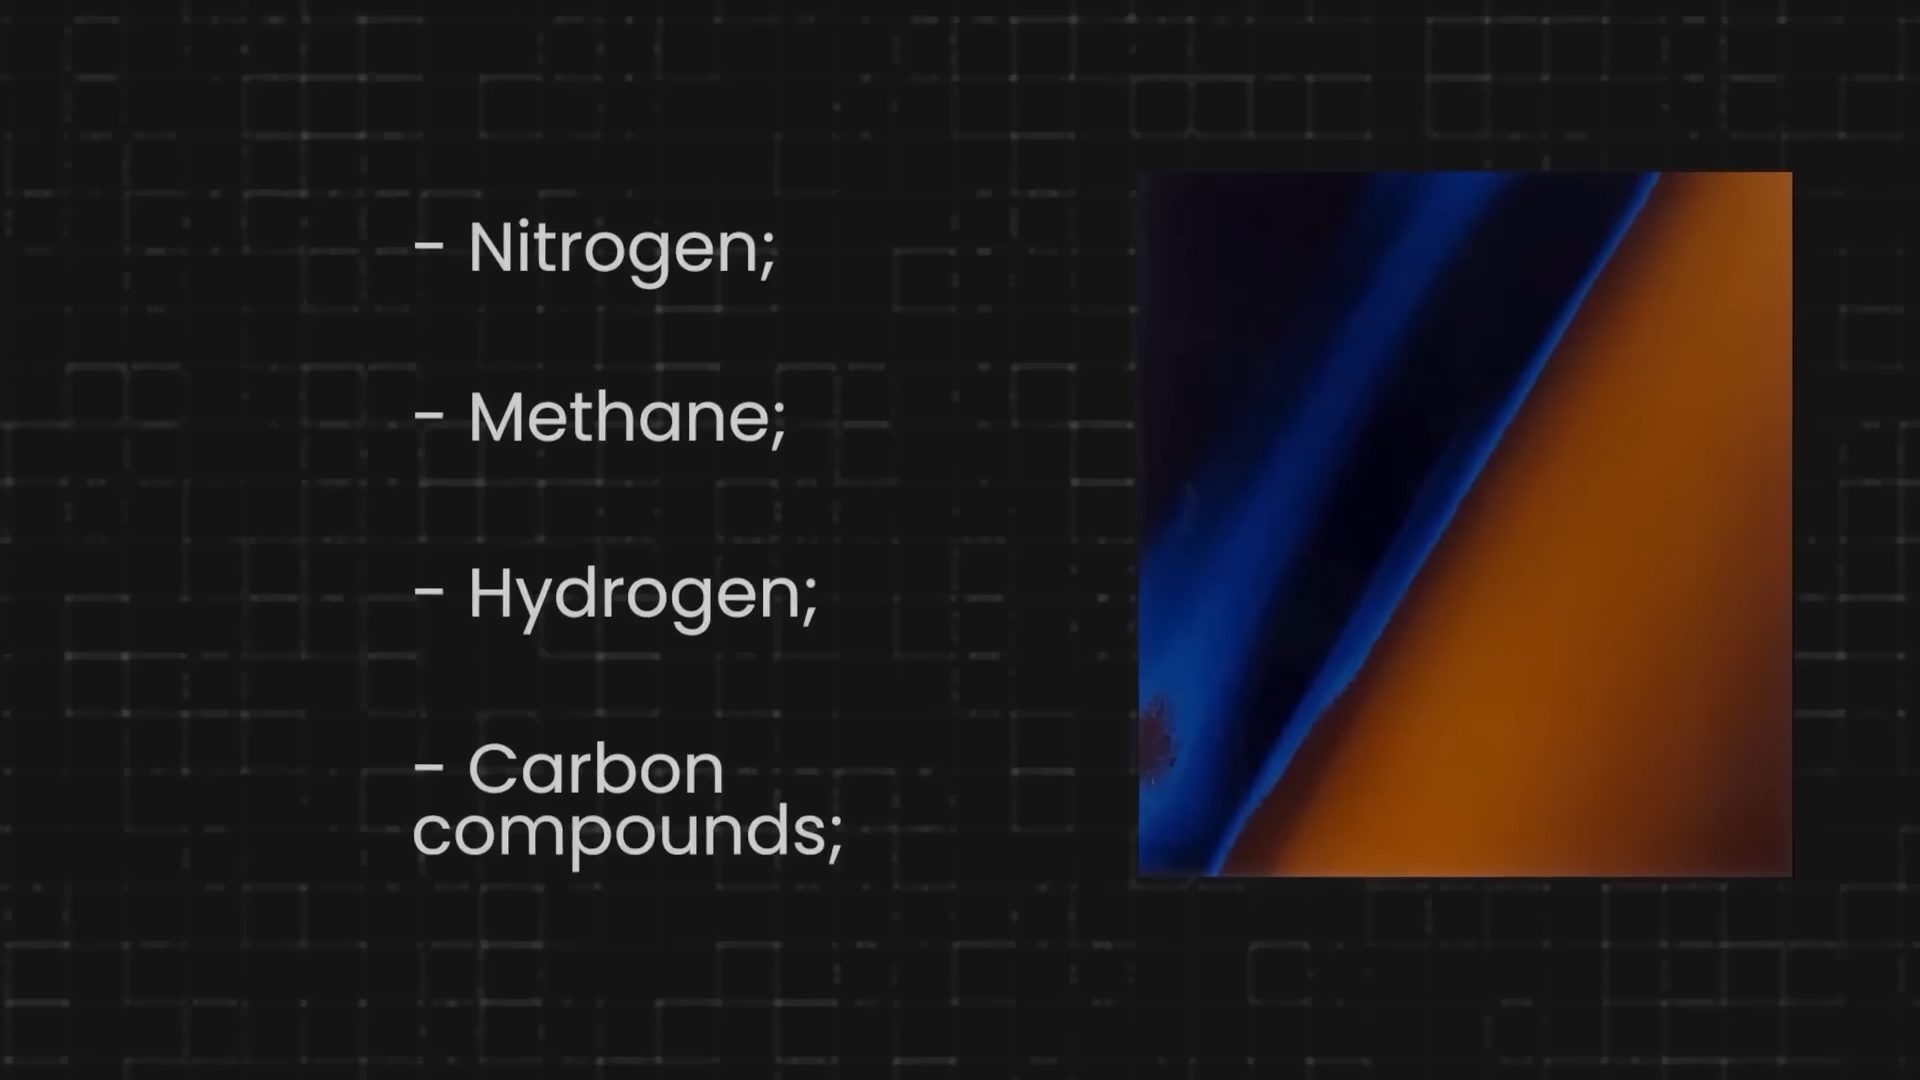 - Nitrogen;
- Methane;
- Hydrogen;
- Carbon
compounds;